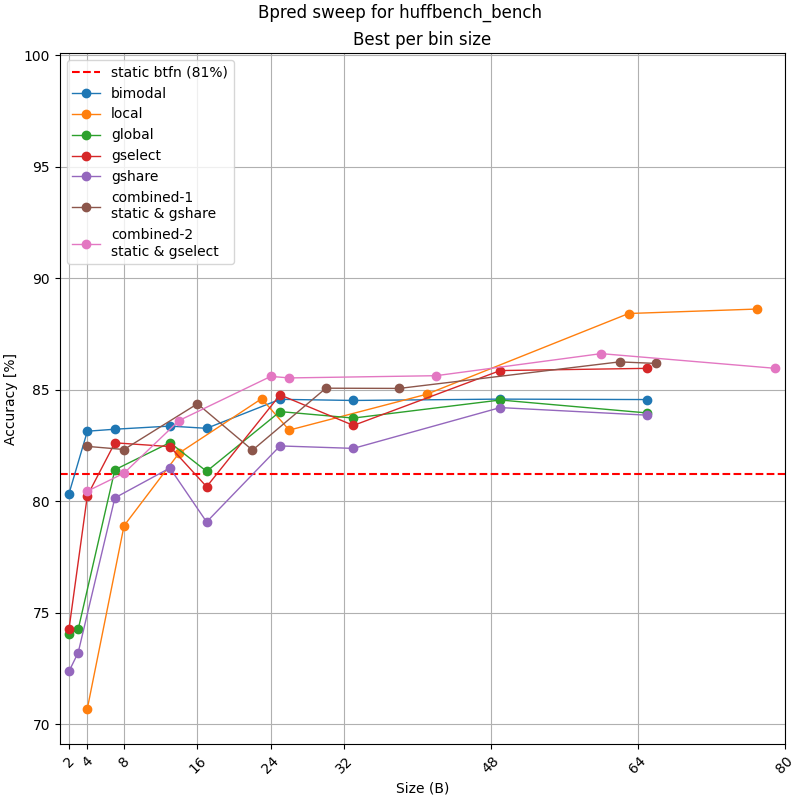 Bpred sweep for huffbench_bench
Best per bin size
static btfn (81%)
bimodal
local
global
gselect
gshare
combined-1
static & gshare
combined-2
static & gselect
Accuracy [%]
100
95
90
85
80
75
70
2
4
8
16
24
32
48
64
80
Size (B)